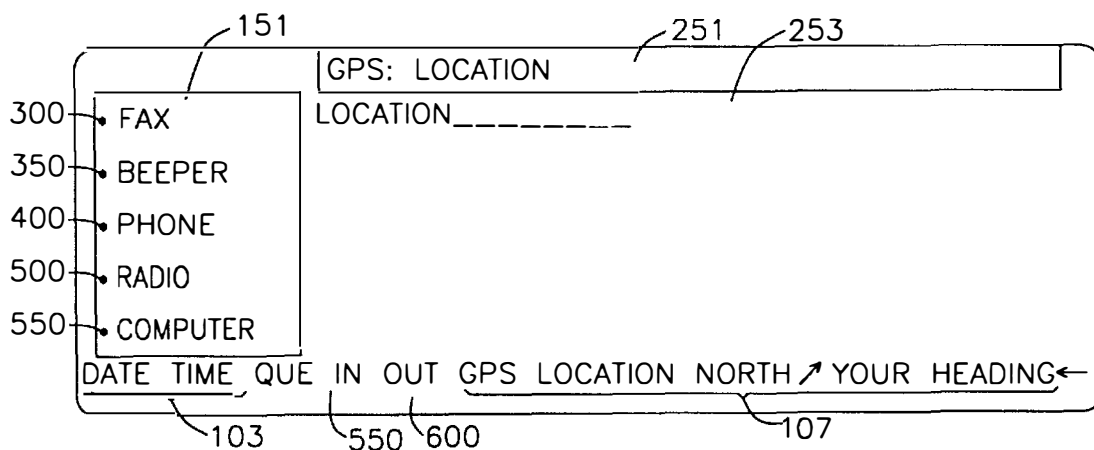 151 251 253
GPS: LOCATION
300 FAX LOCATION_________
350 BEEPER
400 PHONE
500 RADIO
550 COMPUTER
DATE TIME QUE IN OUT GPS LOCATION NORTH ↗ YOUR HEADING ←
103 550 600 107